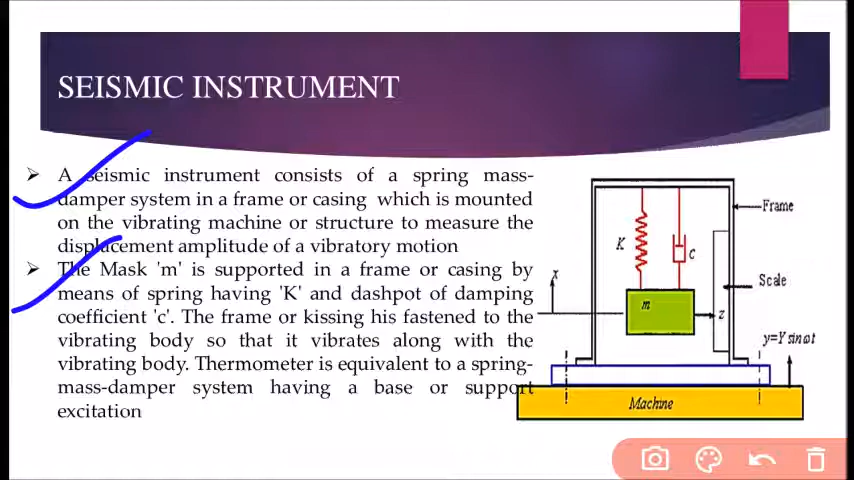 SEISMIC INSTRUMENT
➢ A seismic instrument consists of a spring mass-
damper system in a frame or casing which is mounted
on the vibrating machine or structure to measure the
displacement amplitude of a vibratory motion
➢ The Mask 'm' is supported in a frame or casing by
means of spring having 'K' and dashpot of damping
coefficient 'c'. The frame or kissing his fastened to the
vibrating body so that it vibrates along with the
vibrating body. Thermometer is equivalent to a spring-
mass-damper system having a base or support
excitation
Frame
K
C
Scale
x
m
z
y=Y sin ωt
Machine